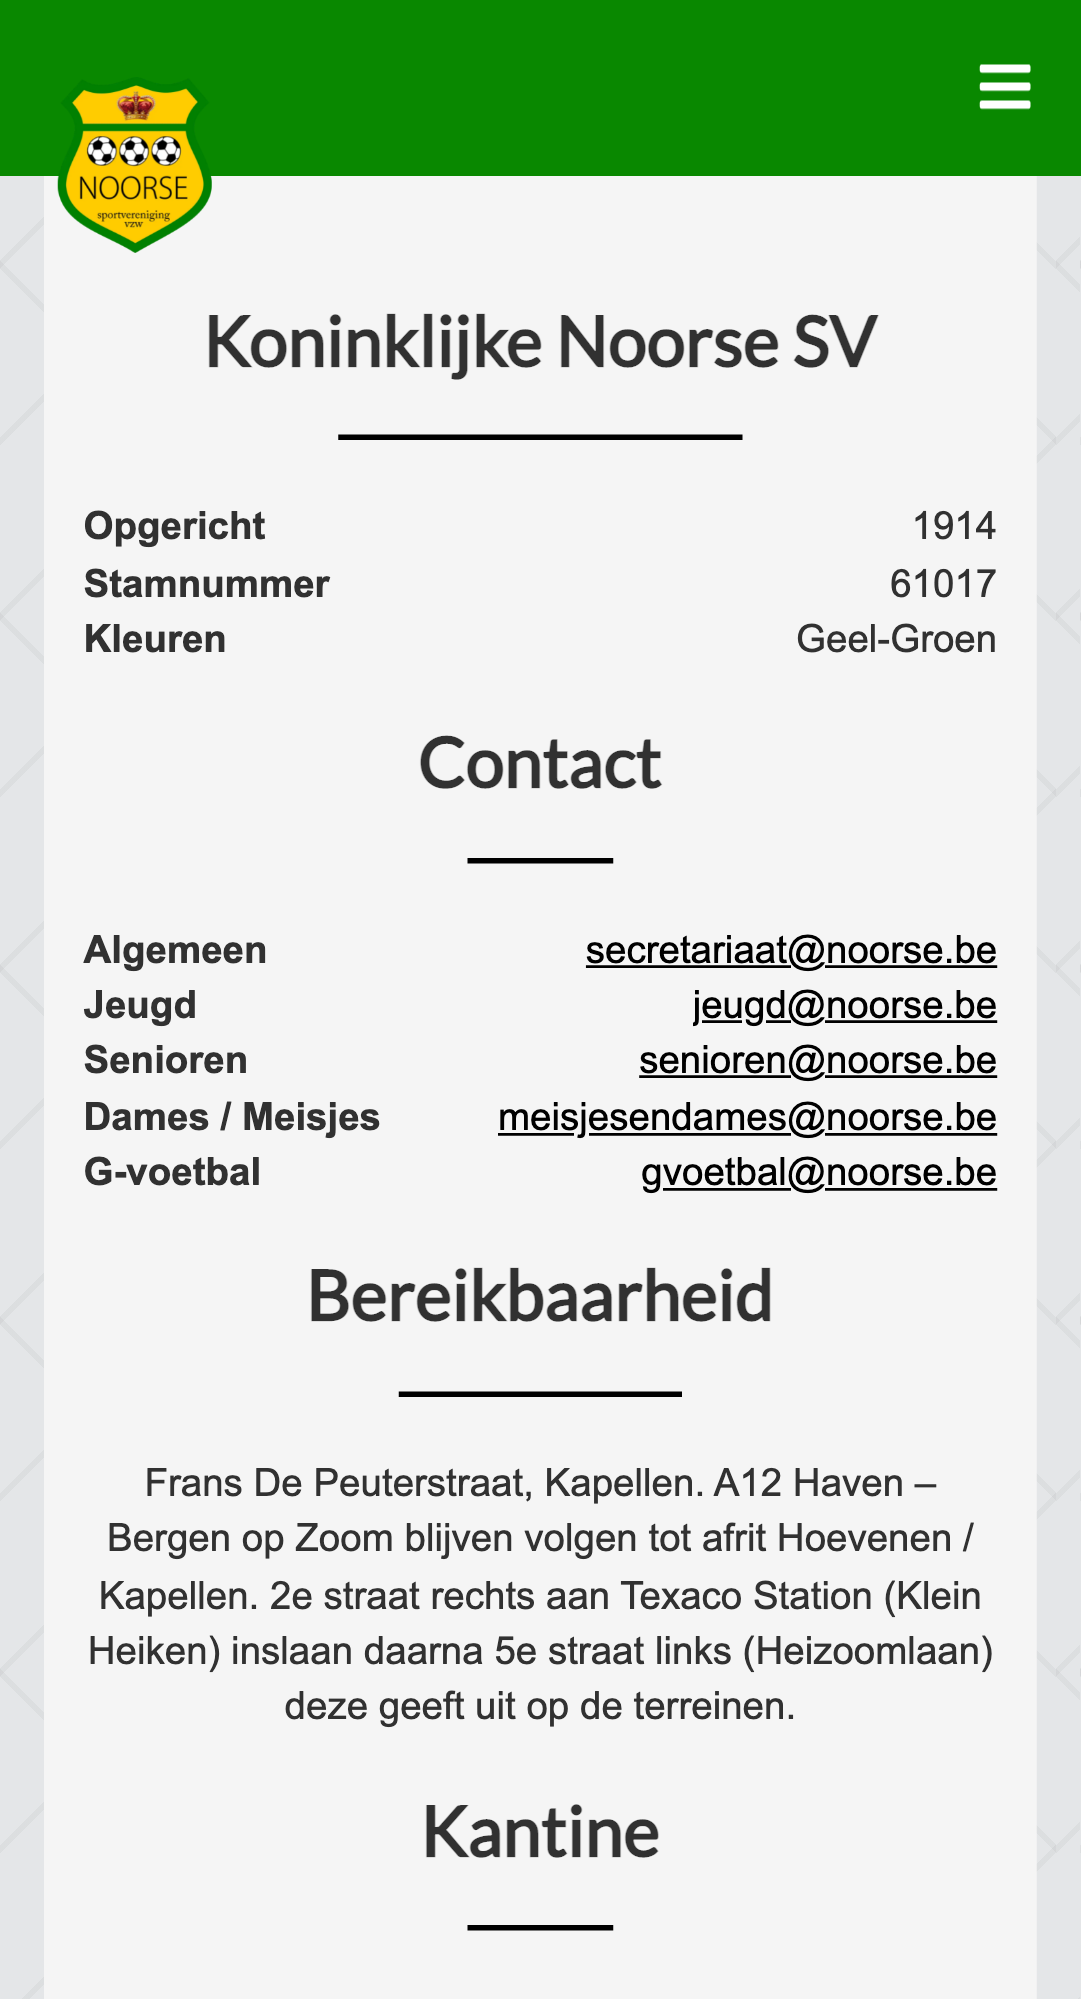 NOORSE
sportvereniging
vzw
Koninklijke Noorse SV
Opgericht 1914
Stamnummer 61017
Kleuren Geel-Groen
Contact
Algemeen secretariaat@noorse.be
Jeugd jeugd@noorse.be
Senioren senioren@noorse.be
Dames / Meisjes meisjesendames@noorse.be
G-voetbal gvoetbal@noorse.be
Bereikbaarheid
Frans De Peuterstraat, Kapellen. A12 Haven –
Bergen op Zoom blijven volgen tot afrit Hoevenen /
Kapellen. 2e straat rechts aan Texaco Station (Klein
Heiken) inslaan daarna 5e straat links (Heizoomlaan)
deze geeft uit op de terreinen.
Kantine